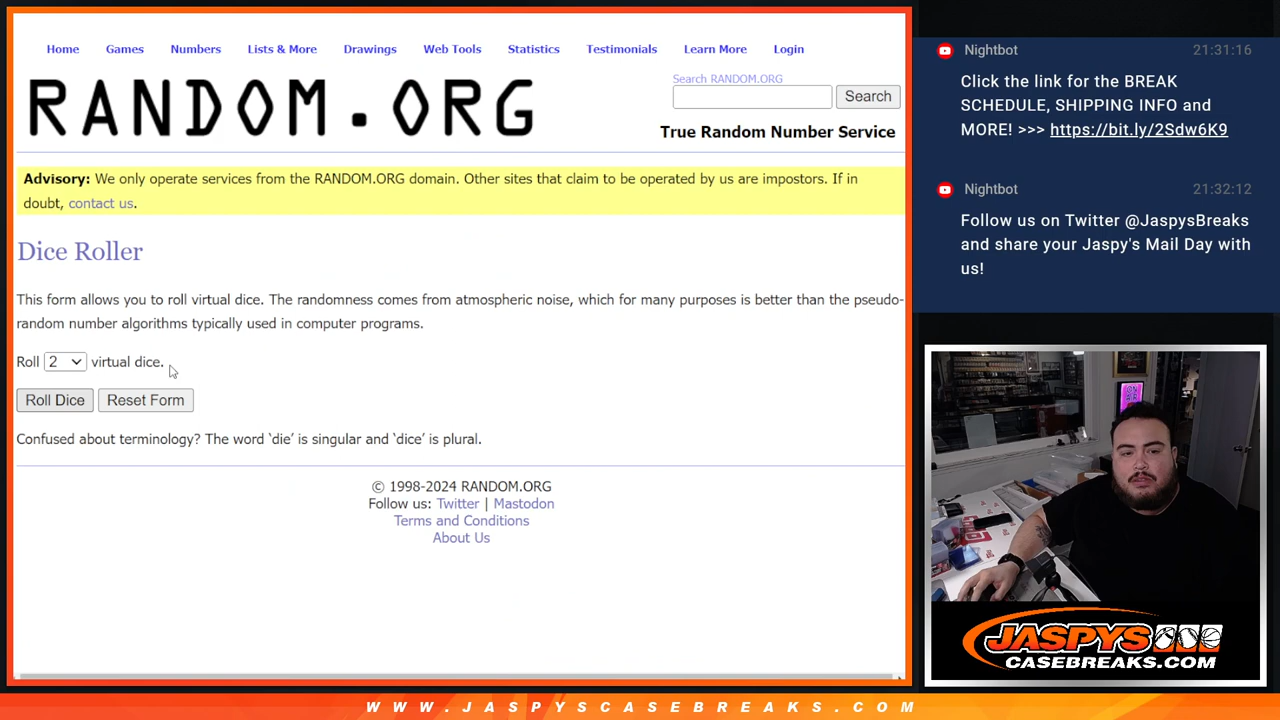 Home Games Numbers Lists & More Drawings Web Tools Statistics Testimonials Learn More Login
RANDOM.ORG
Search RANDOM.ORG
Search
True Random Number Service
Advisory: We only operate services from the RANDOM.ORG domain. Other sites that claim to be operated by us are impostors. If in
doubt, contact us.
Dice Roller
This form allows you to roll virtual dice. The randomness comes from atmospheric noise, which for many purposes is better than the pseudo-
random number algorithms typically used in computer programs.
Roll 2 virtual dice.
Roll Dice Reset Form
Confused about terminology? The word ‘die’ is singular and ‘dice’ is plural.
© 1998-2024 RANDOM.ORG
Follow us: Twitter | Mastodon
Terms and Conditions
About Us
Nightbot 21:31:16
Click the link for the BREAK
SCHEDULE, SHIPPING INFO and
MORE! >>> https://bit.ly/2Sdw6K9
Nightbot 21:32:12
Follow us on Twitter @JaspysBreaks
and share your Jaspy's Mail Day with
us!
JASPYS
CASEBREAKS.COM
WWW.JASPYSCASEBREAKS.COM